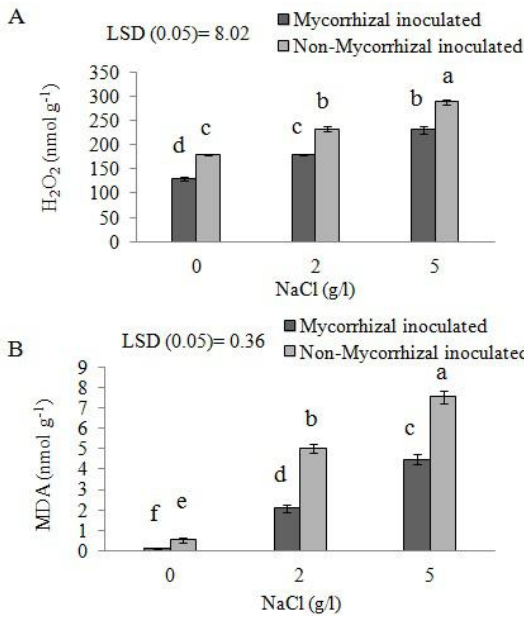 A
LSD (0.05)= 8.02
Mycorrhizal inoculated
Non-Mycorrhizal inoculated
H₂O₂ (nmol g⁻¹)
350
300
250
200
150
100
50
0
d c c b b a
0 2 5
NaCl (g/l)
B
LSD (0.05)= 0.36
Mycorrhizal inoculated
Non-Mycorrhizal inoculated
MDA (nmol g⁻¹)
9
8
7
6
5
4
3
2
1
0
f e d b c a
0 2 5
NaCl (g/l)